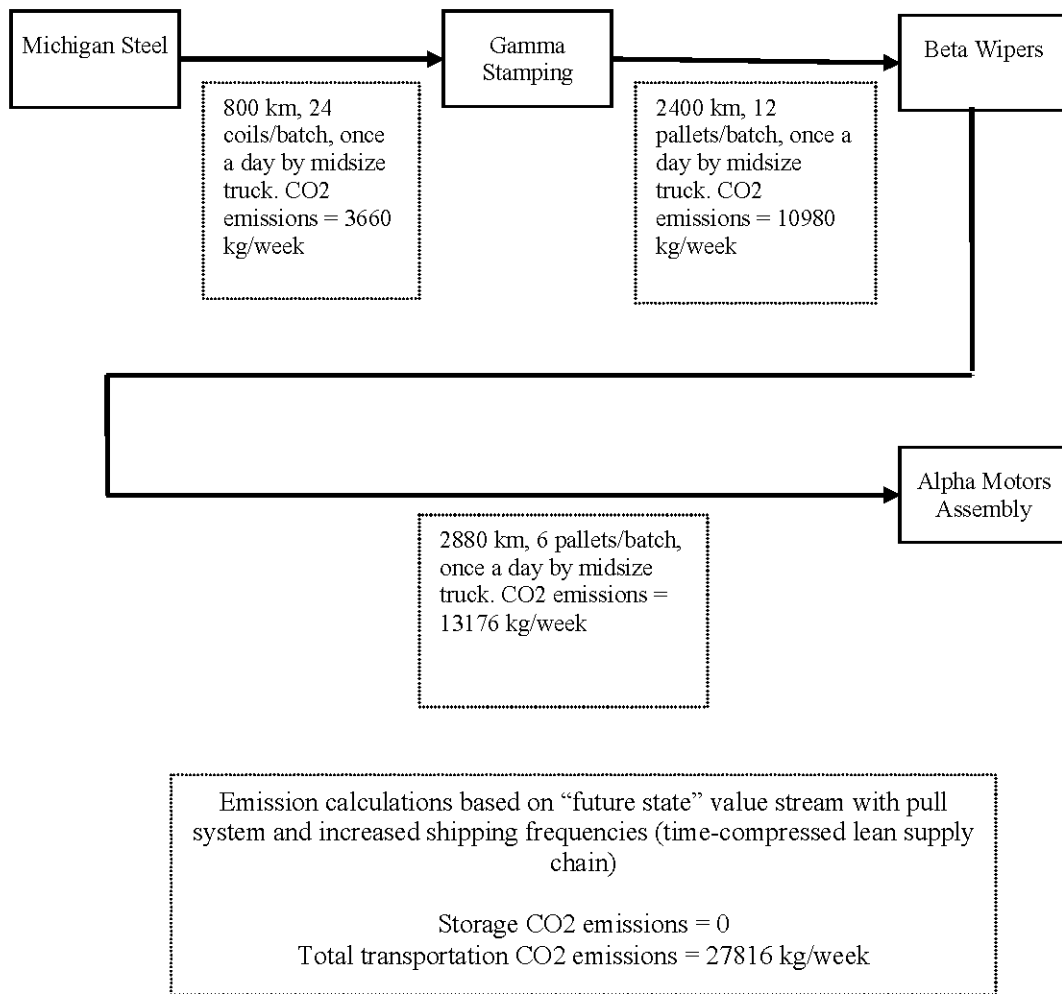 Michigan Steel
Gamma
Stamping
Beta Wipers
800 km, 24
coils/batch, once
a day by midsize
truck. CO2
emissions = 3660
kg/week
2400 km, 12
pallets/batch, once a
day by midsize
truck. CO2
emissions = 10980
kg/week
Alpha Motors
Assembly
2880 km, 6 pallets/batch,
once a day by midsize
truck. CO2 emissions =
13176 kg/week
Emission calculations based on “future state” value stream with pull
system and increased shipping frequencies (time-compressed lean supply
chain)
Storage CO2 emissions = 0
Total transportation CO2 emissions = 27816 kg/week